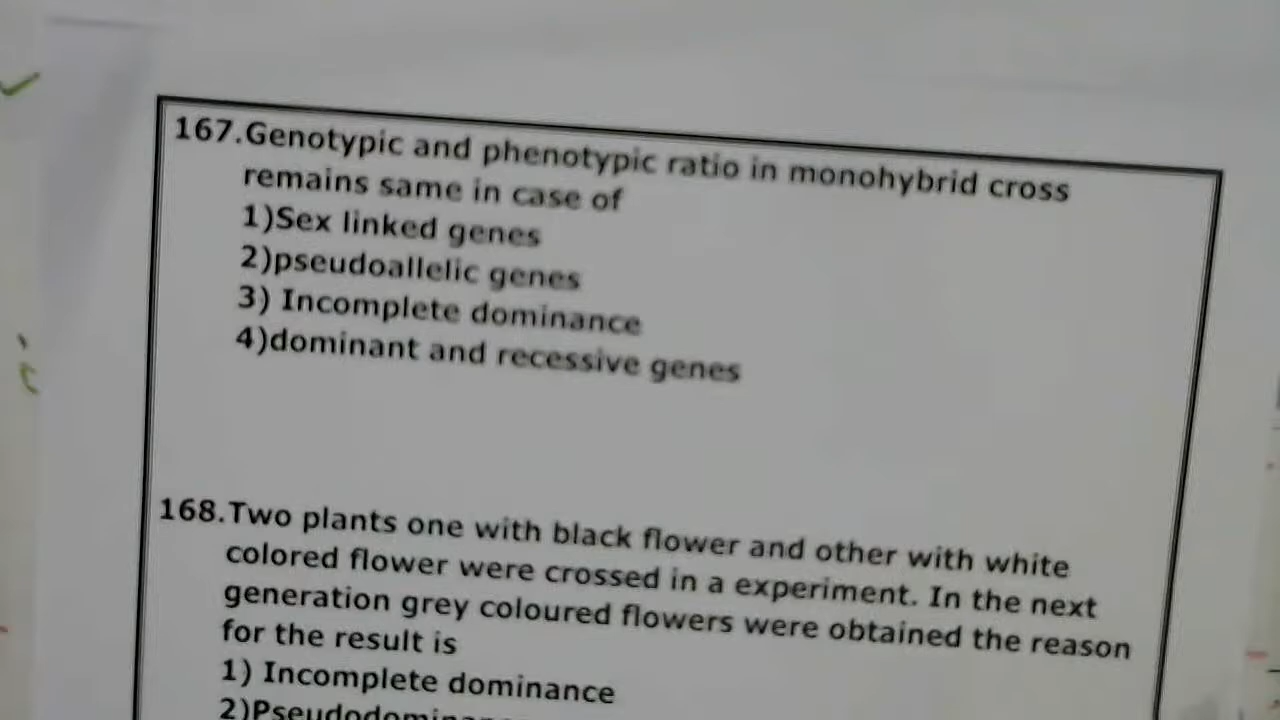 167.Genotypic and phenotypic ratio in monohybrid cross
remains same in case of
1)Sex linked genes
2)pseudoallelic genes
3) Incomplete dominance
4)dominant and recessive genes
168.Two plants one with black flower and other with white
colored flower were crossed in a experiment. In the next
generation grey coloured flowers were obtained the reason
for the result is
1) Incomplete dominance